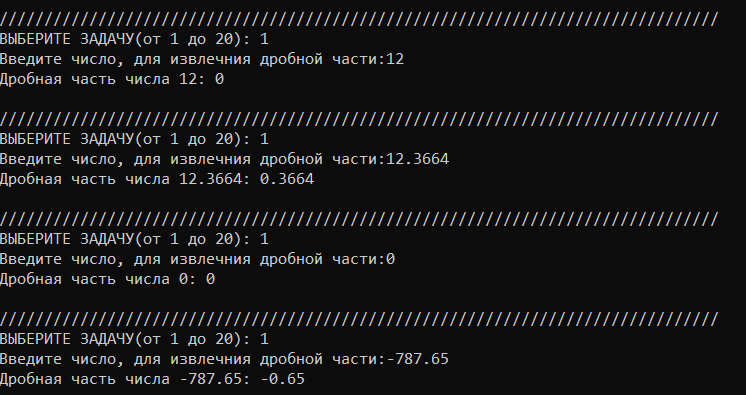 ////////////////////////////////////////////////////////////////////////////////
ВЫБЕРИТЕ ЗАДАЧУ(от 1 до 20): 1
Введите число, для извлечния дробной части:12
Дробная часть числа 12: 0
////////////////////////////////////////////////////////////////////////////////
ВЫБЕРИТЕ ЗАДАЧУ(от 1 до 20): 1
Введите число, для извлечния дробной части:12.3664
Дробная часть числа 12.3664: 0.3664
////////////////////////////////////////////////////////////////////////////////
ВЫБЕРИТЕ ЗАДАЧУ(от 1 до 20): 1
Введите число, для извлечния дробной части:0
Дробная часть числа 0: 0
////////////////////////////////////////////////////////////////////////////////
ВЫБЕРИТЕ ЗАДАЧУ(от 1 до 20): 1
Введите число, для извлечния дробной части:-787.65
Дробная часть числа -787.65: -0.65